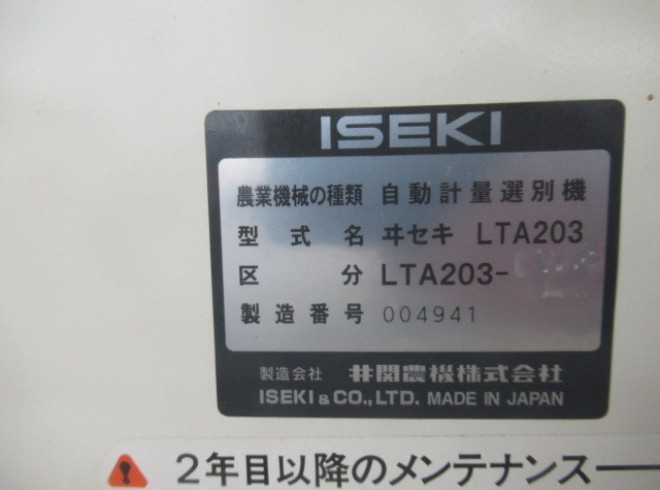 ISEKI
農業機械の種類 自動計量選別機
型式名 ヰセキ LTA203
区分 LTA203-
製造番号 004941
製造会社 井関農機株式会社
ISEKI & CO., LTD. MADE IN JAPAN
2年目以降のメンテナンス